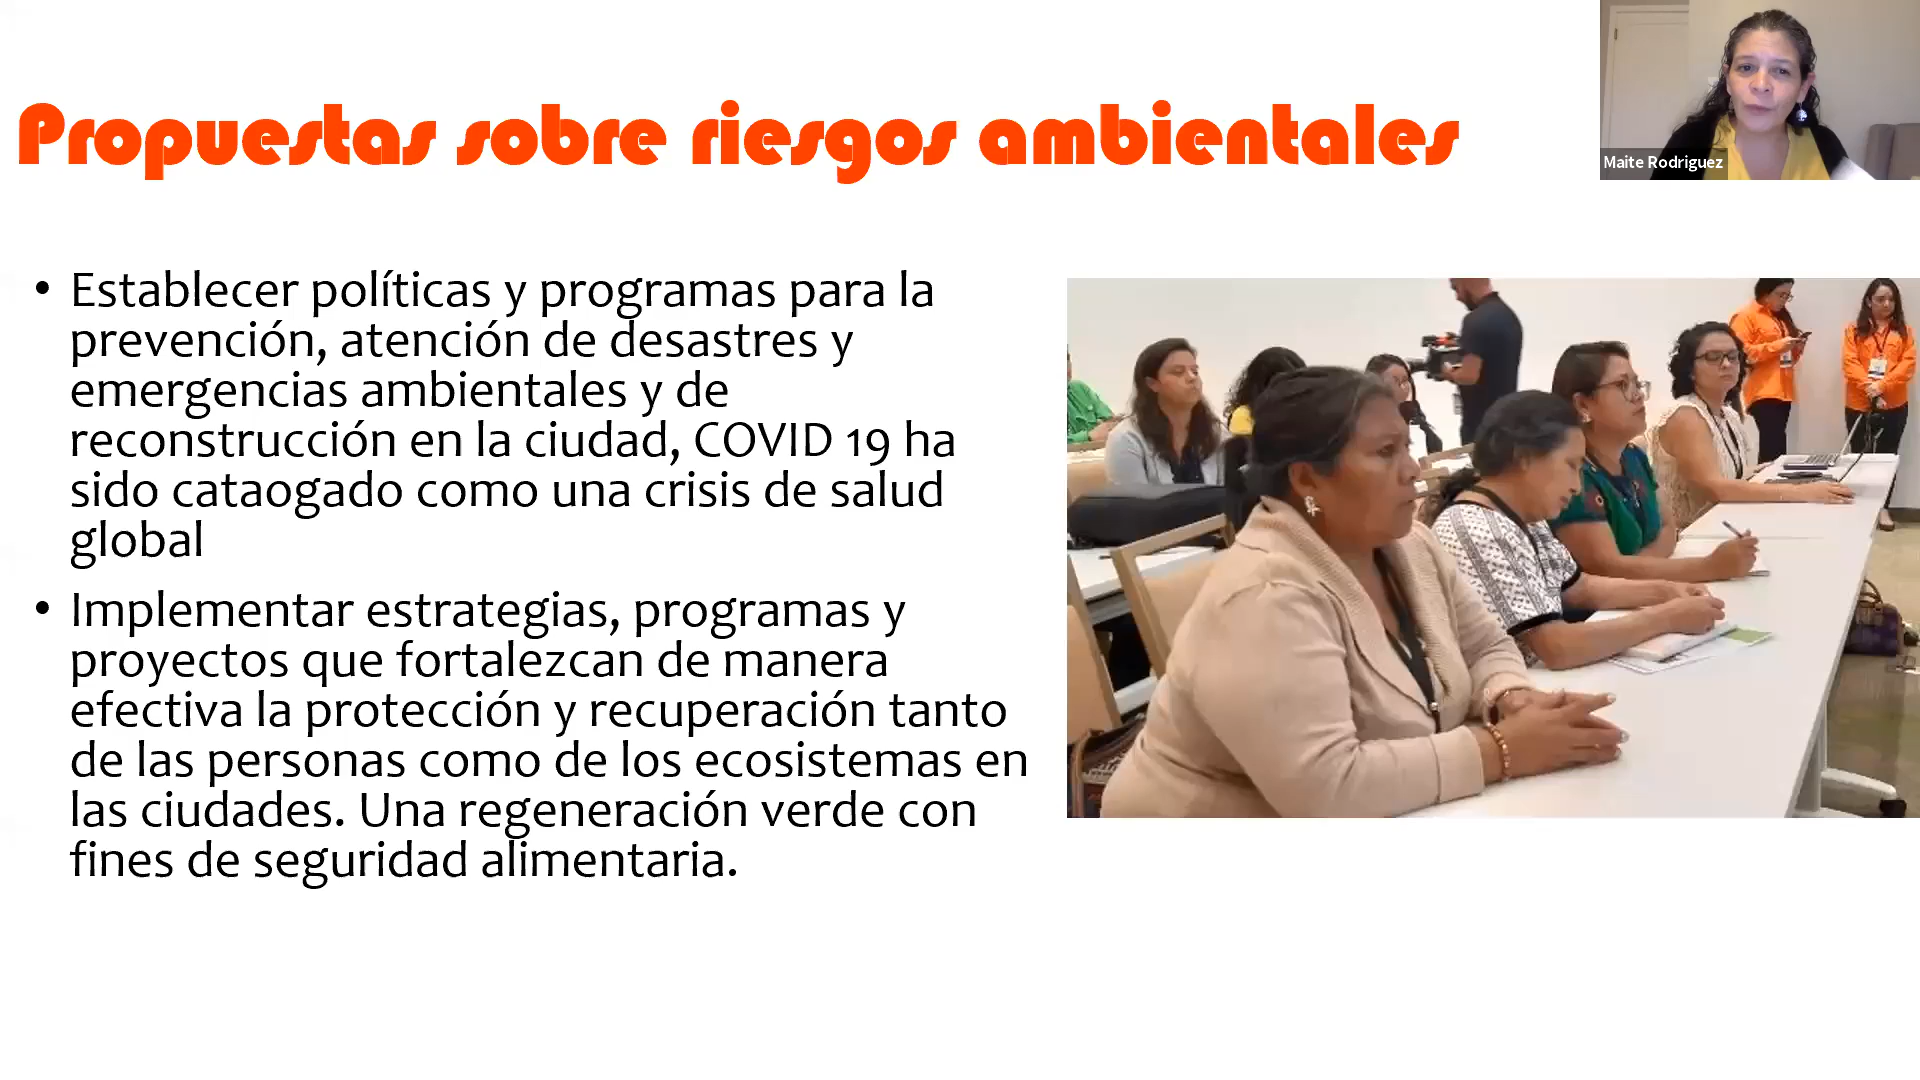 Propuestas sobre riesgos ambientales
Maite Rodriguez
• Establecer políticas y programas para la
prevención, atención de desastres y
emergencias ambientales y de
reconstrucción en la ciudad, COVID 19 ha
sido cataogado como una crisis de salud
global
• Implementar estrategias, programas y
proyectos que fortalezcan de manera
efectiva la protección y recuperación tanto
de las personas como de los ecosistemas en
las ciudades. Una regeneración verde con
fines de seguridad alimentaria.